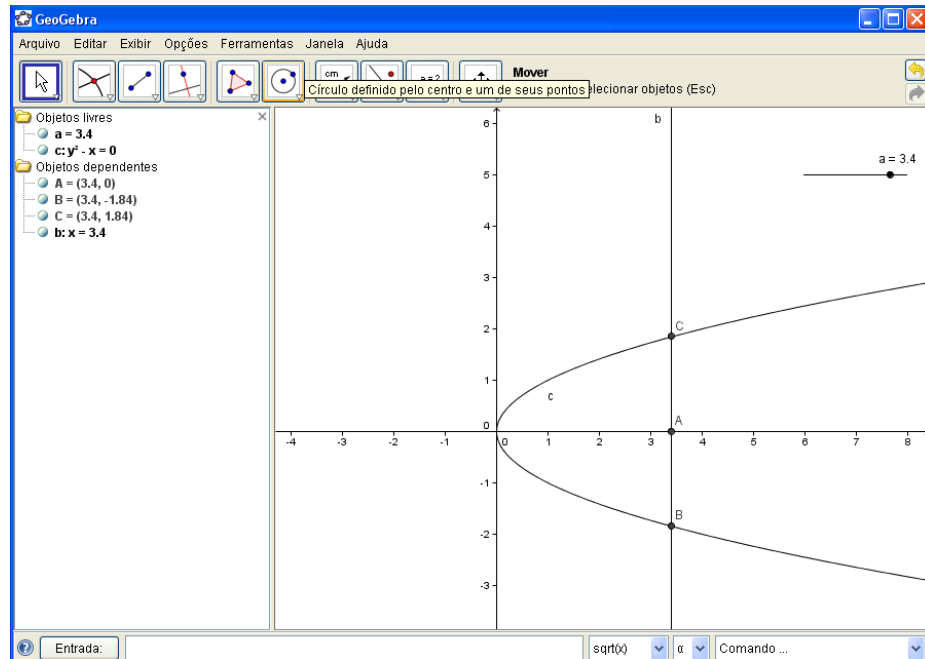 GeoGebra
Arquivo Editar Exibir Opções Ferramentas Janela Ajuda
Mover
Círculo definido pelo centro e um de seus pontos
elecionar objetos (Esc)
cm
a = 2
Objetos livres
a = 3.4
c: y² - x = 0
Objetos dependentes
A = (3.4, 0)
B = (3.4, -1.84)
C = (3.4, 1.84)
b: x = 3.4
b
a = 3.4
6
5
4
3
2
1
0
-1
-2
-3
-4 -3 -2 -1 0 1 2 3 4 5 6 7 8
C
c
A
B
Entrada:
sqrt(x)
α
Comando ...